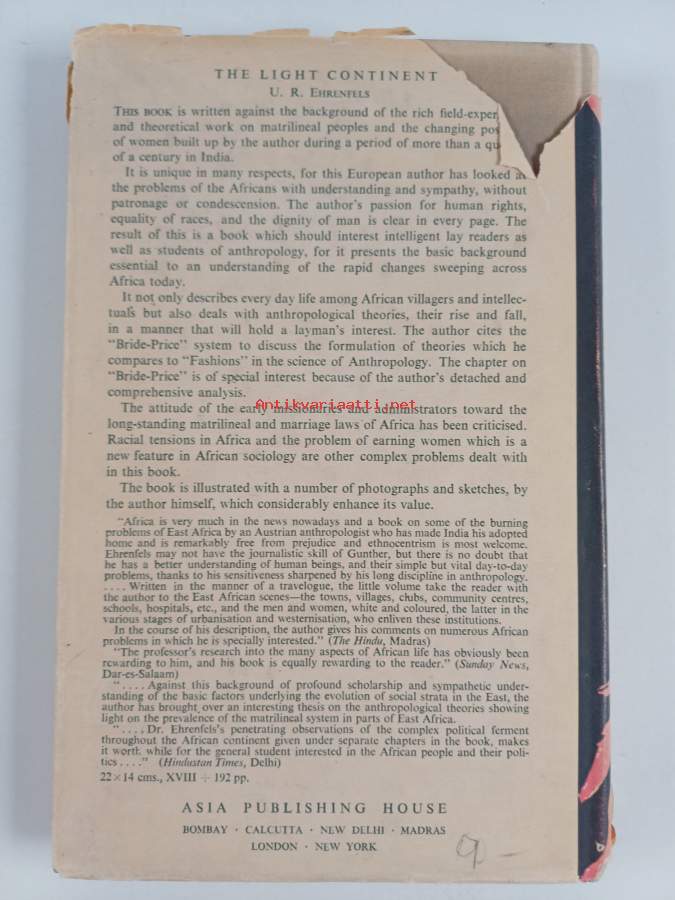 THE LIGHT CONTINENT
U. R. EHRENFELS
THIS BOOK is written against the background of the rich field-exper
and theoretical work on matrilineal peoples and the changing pos
of women built up by the author during a period of more than a qu
of a century in India.
It is unique in many respects, for this European author has looked at
the problems of the Africans with understanding and sympathy, without
patronage or condescension. The author's passion for human rights,
equality of races, and the dignity of man is clear in every page. The
result of this is a book which should interest intelligent lay readers as
well as students of anthropology, for it presents the basic background
essential to an understanding of the rapid changes sweeping across
Africa today.
It not only describes every day life among African villagers and intellec-
tuals but also deals with anthropological theories, their rise and fall,
in a manner that will hold a layman's interest. The author cites the
"Bride-Price" system to discuss the formulation of theories which he
compares to "Fashions" in the science of Anthropology. The chapter on
"Bride-Price" is of special interest because of the author's detached and
comprehensive analysis.
Antikvariaatti.net
The attitude of the early missionaries and administrators toward the
long-standing matrilineal and marriage laws of Africa has been criticised.
Racial tensions in Africa and the problem of earning women which is a
new feature in African sociology are other complex problems dealt with
in this book.
The book is illustrated with a number of photographs and sketches, by
the author himself, which considerably enhance its value.
"Africa is very much in the news nowadays and a book on some of the burning
problems of East Africa by an Austrian anthropologist who has made India his adopted
home and is remarkably free from prejudice and ethnocentrism is most welcome.
Ehrenfels may not have the journalistic skill of Gunther, but there is no doubt that
he has a better understanding of human beings, and their simple but vital day-to-day
problems, thanks to his sensitiveness sharpened by his long discipline in anthropology.
.... Written in the manner of a travelogue, the little volume take the reader with
the author to the East African scenes—the towns, villages, clubs, community centres,
schools, hospitals, etc., and the men and women, white and coloured, the latter in the
various stages of urbanisation and westernisation, who enliven these institutions.
In the course of his description, the author gives his comments on numerous African
problems in which he is specially interested." (The Hindu, Madras)
"The professor's research into the many aspects of African life has obviously been
rewarding to him, and his book is equally rewarding to the reader." (Sunday News,
Dar-es-Salaam)
".... Against this background of profound scholarship and sympathetic under-
standing of the basic factors underlying the evolution of social strata in the East, the
author has brought over an interesting thesis on the anthropological theories showing
light on the prevalence of the matrilineal system in parts of East Africa.
".... Dr. Ehrenfels's penetrating observations of the complex political ferment
throughout the African continent given under separate chapters in the book, makes
it worth while for the general student interested in the African people and their poli-
tics ...." (Hindustan Times, Delhi)
22 × 14 cms., XVIII + 192 pp.
ASIA PUBLISHING HOUSE
BOMBAY · CALCUTTA · NEW DELHI · MADRAS
LONDON · NEW YORK